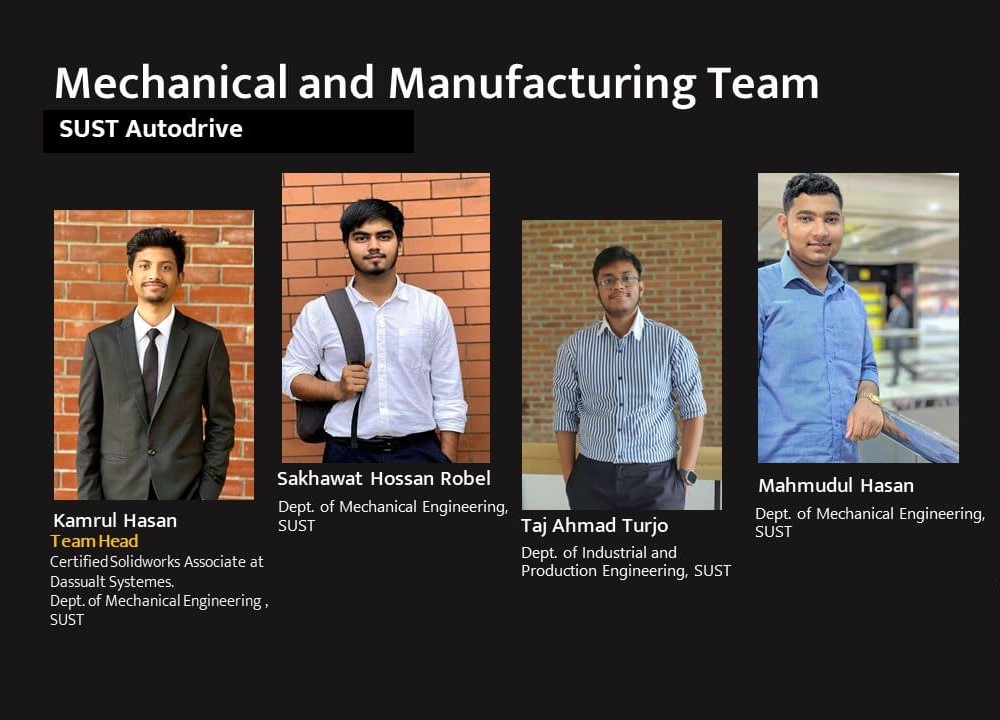 Mechanical and Manufacturing Team
SUST Autodrive
Kamrul Hasan
Team Head
Certified Solidworks Associate at
Dassualt Systemes.
Dept. of Mechanical Engineering ,
SUST
Sakhawat Hossan Robel
Dept. of Mechanical Engineering,
SUST
Taj Ahmad Turjo
Dept. of Industrial and
Production Engineering, SUST
Mahmudul Hasan
Dept. of Mechanical Engineering,
SUST